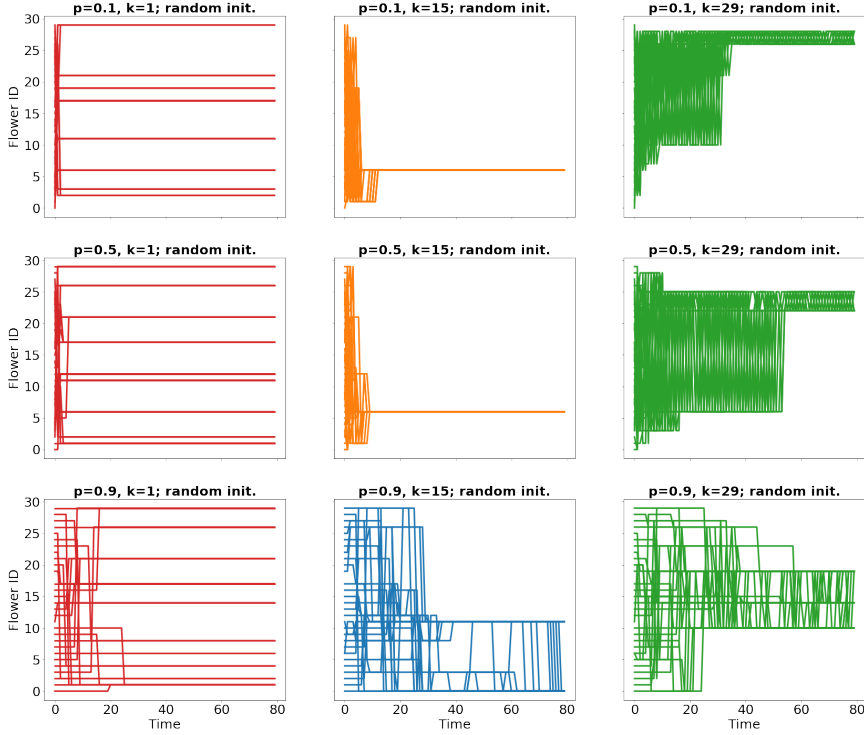 p=0.1, k=1; random init.
p=0.1, k=15; random init.
p=0.1, k=29; random init.
Flower ID
30
25
20
15
10
5
0
p=0.5, k=1; random init.
p=0.5, k=15; random init.
p=0.5, k=29; random init.
Flower ID
30
25
20
15
10
5
0
p=0.9, k=1; random init.
p=0.9, k=15; random init.
p=0.9, k=29; random init.
Flower ID
30
25
20
15
10
5
0
0 20 40 60 80
0 20 40 60 80
0 20 40 60 80
Time
Time
Time